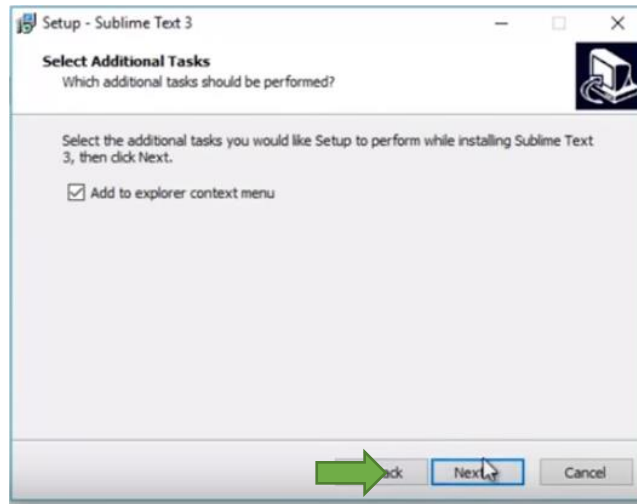 Setup - Sublime Text 3
Select Additional Tasks
Which additional tasks should be performed?
Select the additional tasks you would like Setup to perform while installing Sublime Text
3, then click Next.
Add to explorer context menu
Next
Cancel